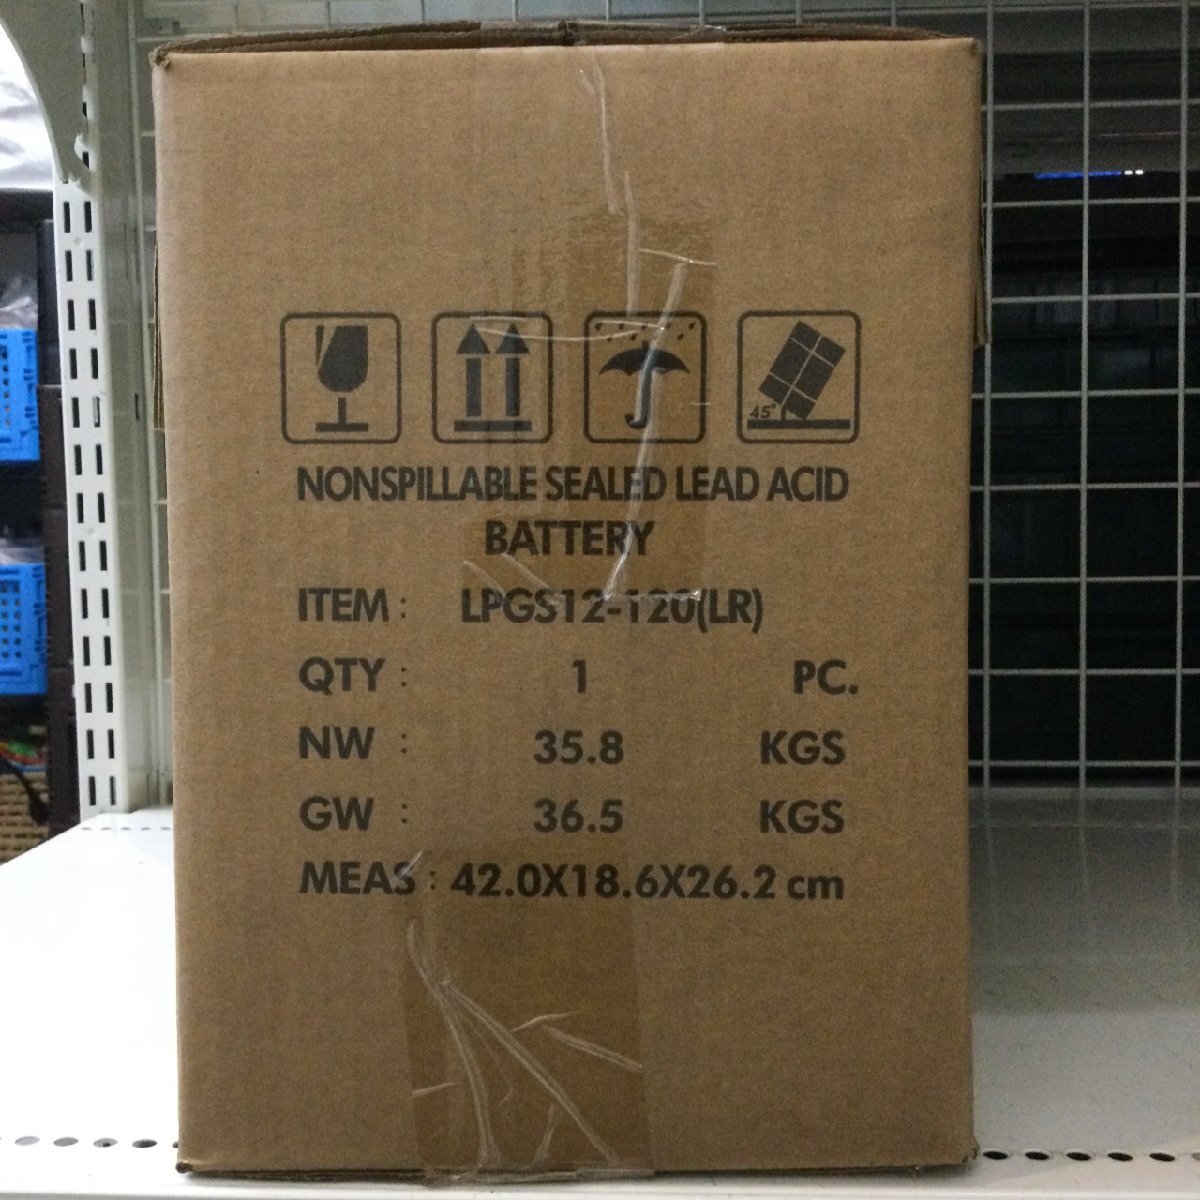 45°
NONSPILLABLE SEALED LEAD ACID
BATTERY
ITEM : LPGS12-120(LR)
QTY : 1 PC.
NW : 35.8 KGS
GW : 36.5 KGS
MEAS : 42.0X18.6X26.2 cm